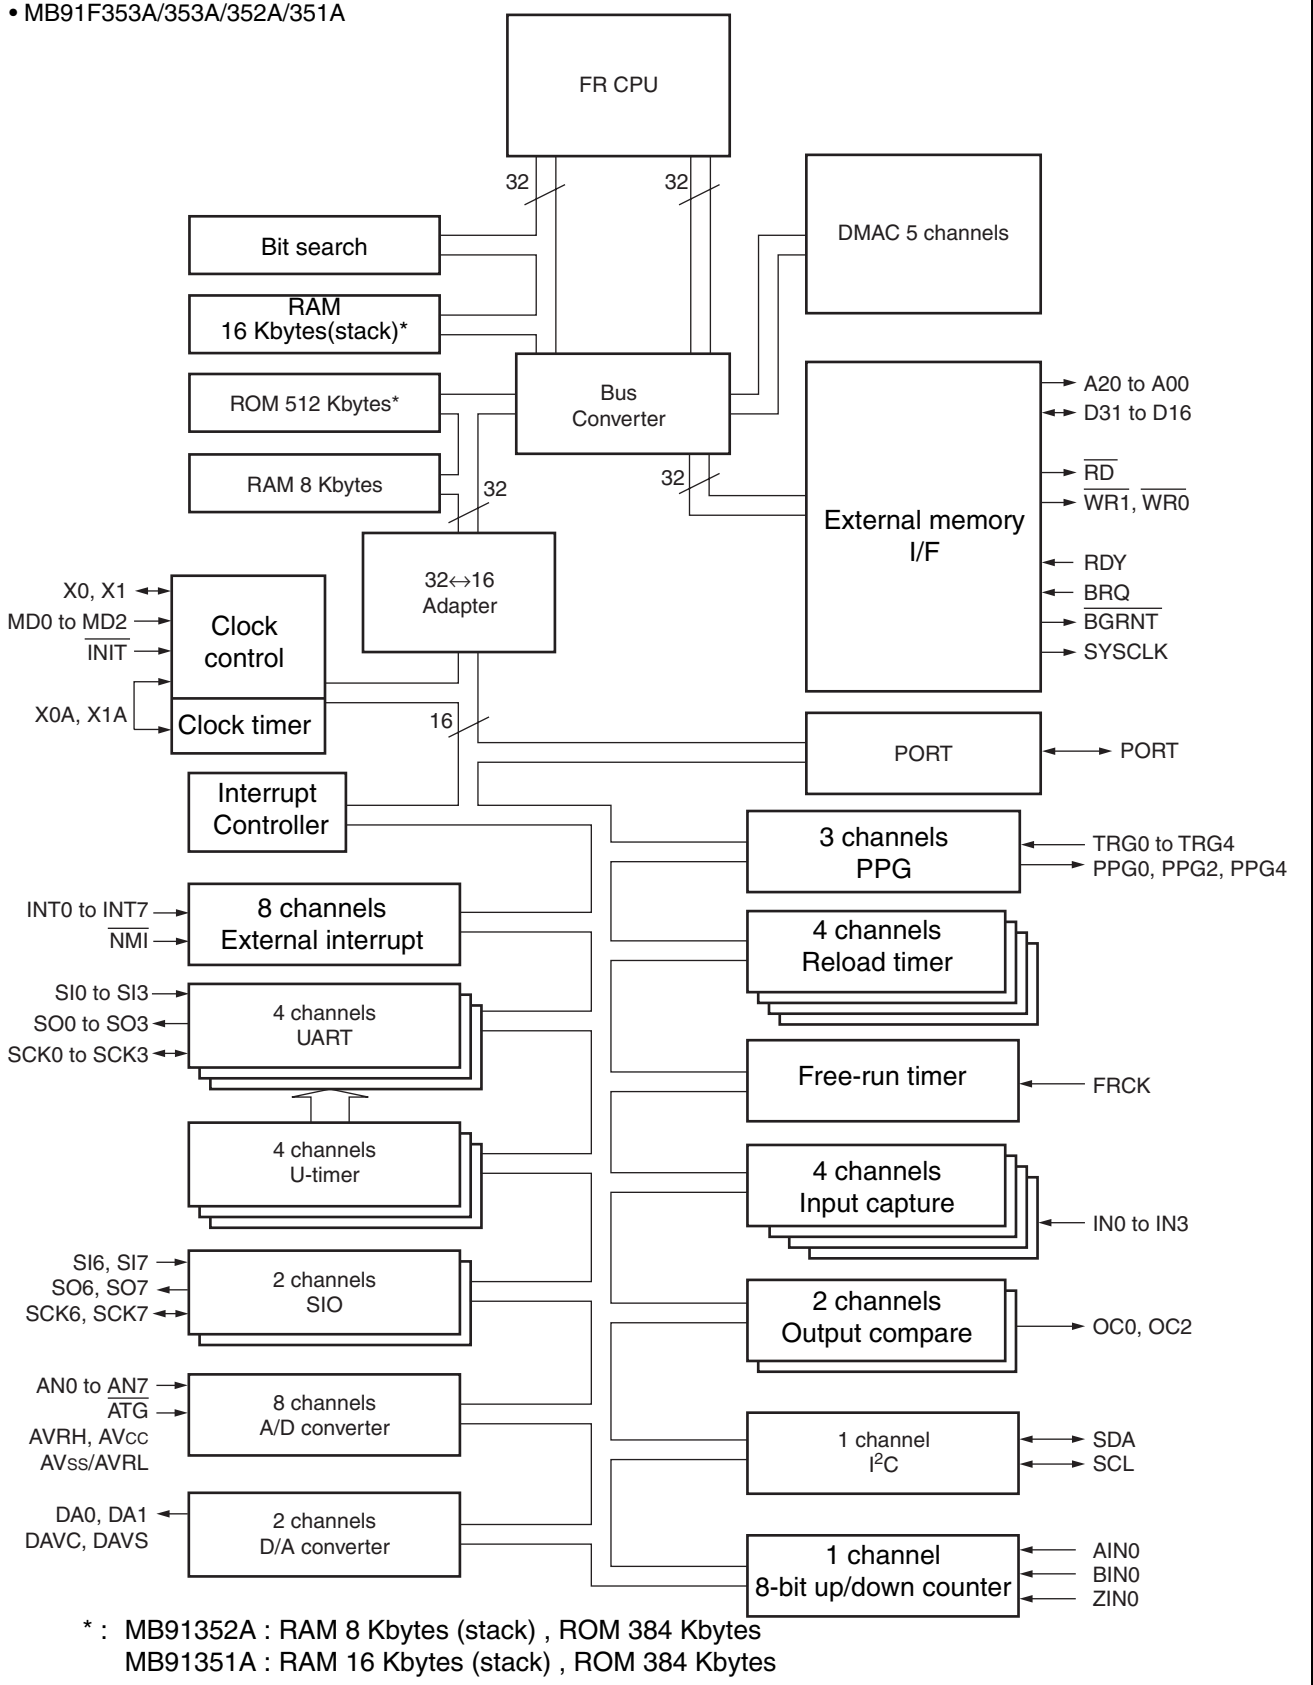 • MB91F353A/353A/352A/351A
FR CPU
32
32
DMAC 5 channels
Bit search
RAM
16 Kbytes(stack)*
ROM 512 Kbytes*
RAM 8 Kbytes
Bus
Converter
32
32
32↔16
Adapter
External memory
I/F
A20 to A00
D31 to D16
RD
WR1, WR0
RDY
BRQ
BGRNT
SYSCLK
X0, X1
MD0 to MD2
INIT
X0A, X1A
Clock
control
Clock timer
16
PORT
PORT
Interrupt
Controller
3 channels
PPG
TRG0 to TRG4
PPG0, PPG2, PPG4
INT0 to INT7
NMI
8 channels
External interrupt
4 channels
Reload timer
SI0 to SI3
SO0 to SO3
SCK0 to SCK3
4 channels
UART
Free-run timer
FRCK
4 channels
U-timer
4 channels
Input capture
IN0 to IN3
SI6, SI7
SO6, SO7
SCK6, SCK7
2 channels
SIO
2 channels
Output compare
OC0, OC2
AN0 to AN7
ATG
AVRH, AVCC
AVSS/AVRL
8 channels
A/D converter
1 channel
I²C
SDA
SCL
DA0, DA1
DAVC, DAVS
2 channels
D/A converter
1 channel
8-bit up/down counter
AIN0
BIN0
ZIN0
* : MB91352A : RAM 8 Kbytes (stack) , ROM 384 Kbytes
MB91351A : RAM 16 Kbytes (stack) , ROM 384 Kbytes